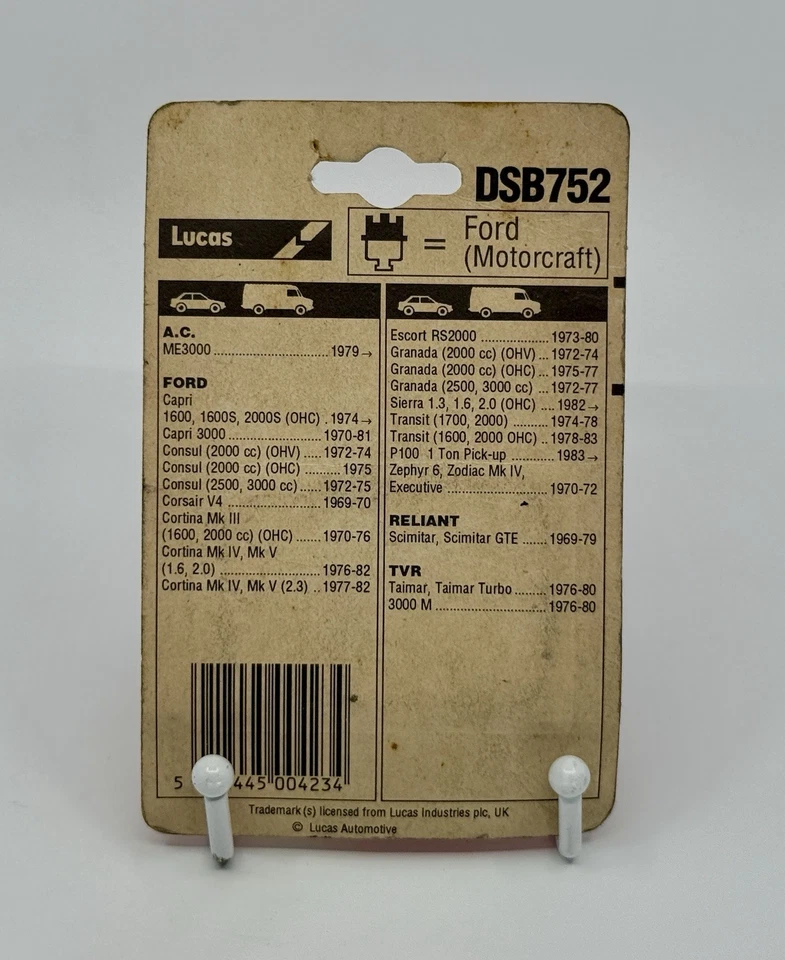 DSB752
Lucas
= Ford
(Motorcraft)
A.C.
ME3000 ............................... 1979→
FORD
Capri
1600, 1600S, 2000S (OHC) . 1974→
Capri 3000 ....................... 1970-81
Consul (2000 cc) (OHV) ..... 1972-74
Consul (2000 cc) (OHC) .......... 1975
Consul (2500, 3000 cc) ...... 1972-75
Corsair V4 ....................... 1969-70
Cortina Mk III
(1600, 2000 cc) (OHC) ...... 1970-76
Cortina Mk IV, Mk V
(1.6, 2.0) ......................... 1976-82
Cortina Mk IV, Mk V (2.3) .. 1977-82
Escort RS2000 .................. 1973-80
Granada (2000 cc) (OHV) ... 1972-74
Granada (2000 cc) (OHC) ... 1975-77
Granada (2500, 3000 cc) ... 1972-77
Sierra 1.3, 1.6, 2.0 (OHC) .... 1982→
Transit (1700, 2000) .......... 1974-78
Transit (1600, 2000 OHC) .. 1978-83
P100 1 Ton Pick-up ............ 1983→
Zephyr 6, Zodiac Mk IV,
Executive ......................... 1970-72
RELIANT
Scimitar, Scimitar GTE ....... 1969-79
TVR
Taimar, Taimar Turbo ......... 1976-80
3000 M ............................ 1976-80
5 445 004234
Trademark(s) licensed from Lucas Industries plc, UK
© Lucas Automotive